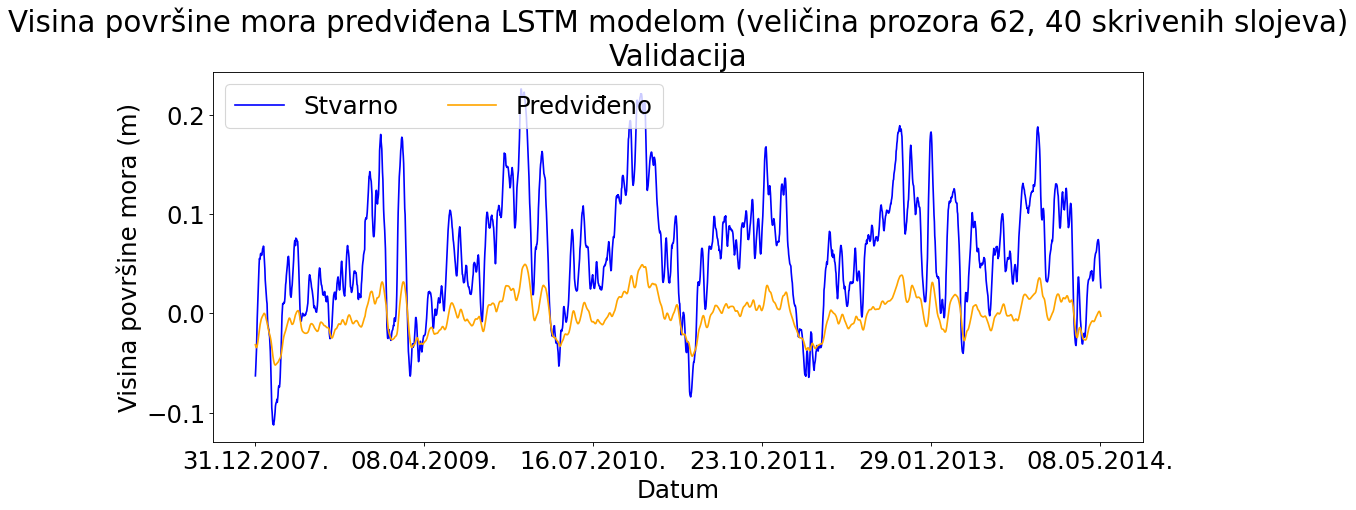 Visina površine mora predviđena LSTM modelom (veličina prozora 62, 40 skrivenih slojeva)
Validacija
Stvarno Predviđeno
Visina površine mora (m)
0.2
0.1
0.0
−0.1
31.12.2007. 08.04.2009. 16.07.2010. 23.10.2011. 29.01.2013. 08.05.2014.
Datum